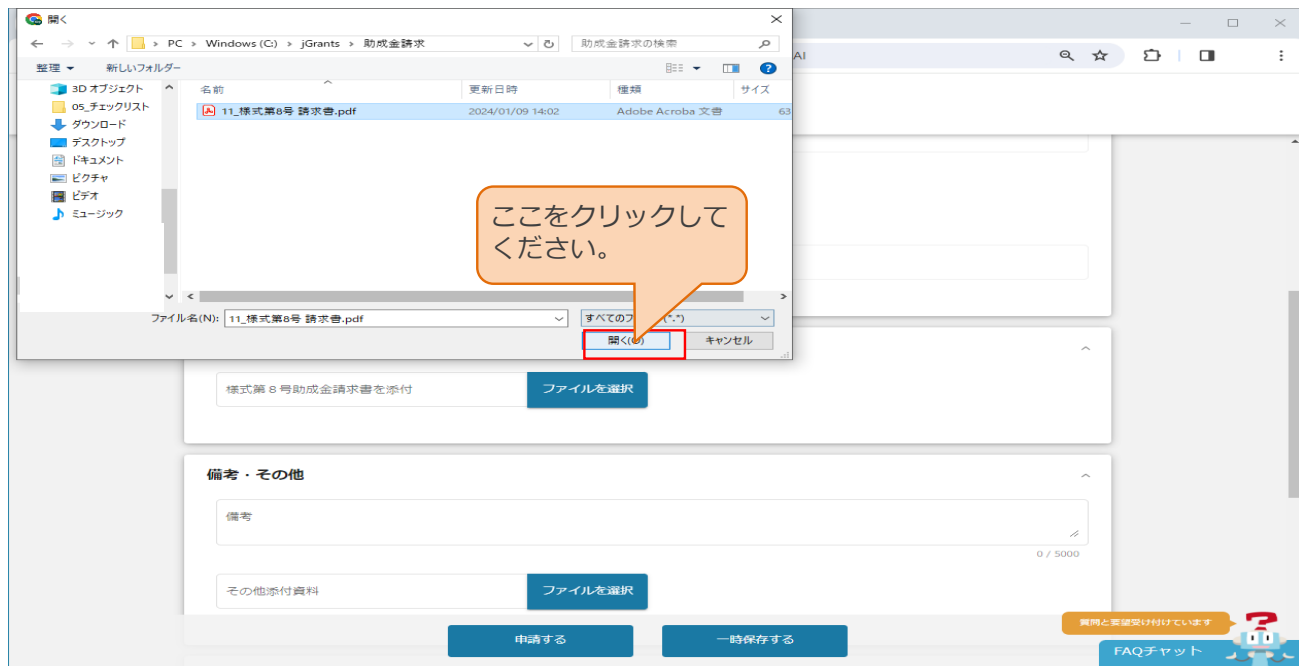 開く
PC > Windows (C:) > jGrants > 助成金請求
助成金請求の検索
AI
整理 新しいフォルダー
名前 更新日時 種類 サイズ
3D オブジェクト
05_チェックリスト
ダウンロード
デスクトップ
ドキュメント
ピクチャ
ビデオ
ミュージック
11_様式第8号 請求書.pdf 2024/01/09 14:02 Adobe Acroba 文書 63
ここをクリックして
ください。
ファイル名(N): 11_様式第8号 請求書.pdf
すべてのフ (*.*)
開く( ) キャンセル
様式第８号助成金請求書を添付 ファイルを選択
備考・その他
備考
0 / 5000
その他添付資料 ファイルを選択
申請する 一時保存する
質問と要望受け付けています
FAQチャット